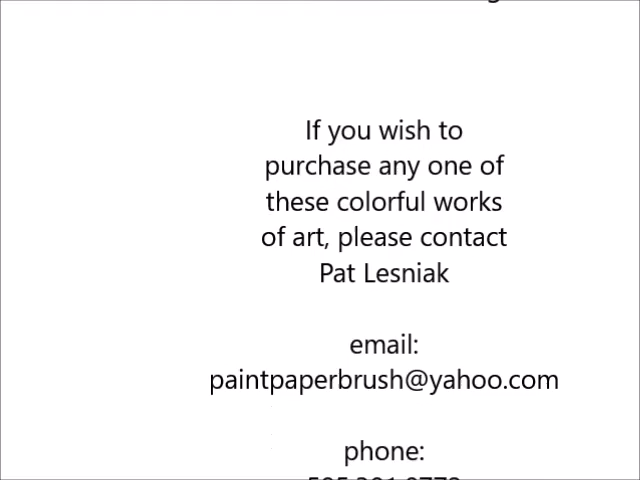 If you wish to
purchase any one of
these colorful works
of art, please contact
Pat Lesniak
email:
paintpaperbrush@yahoo.com
phone: